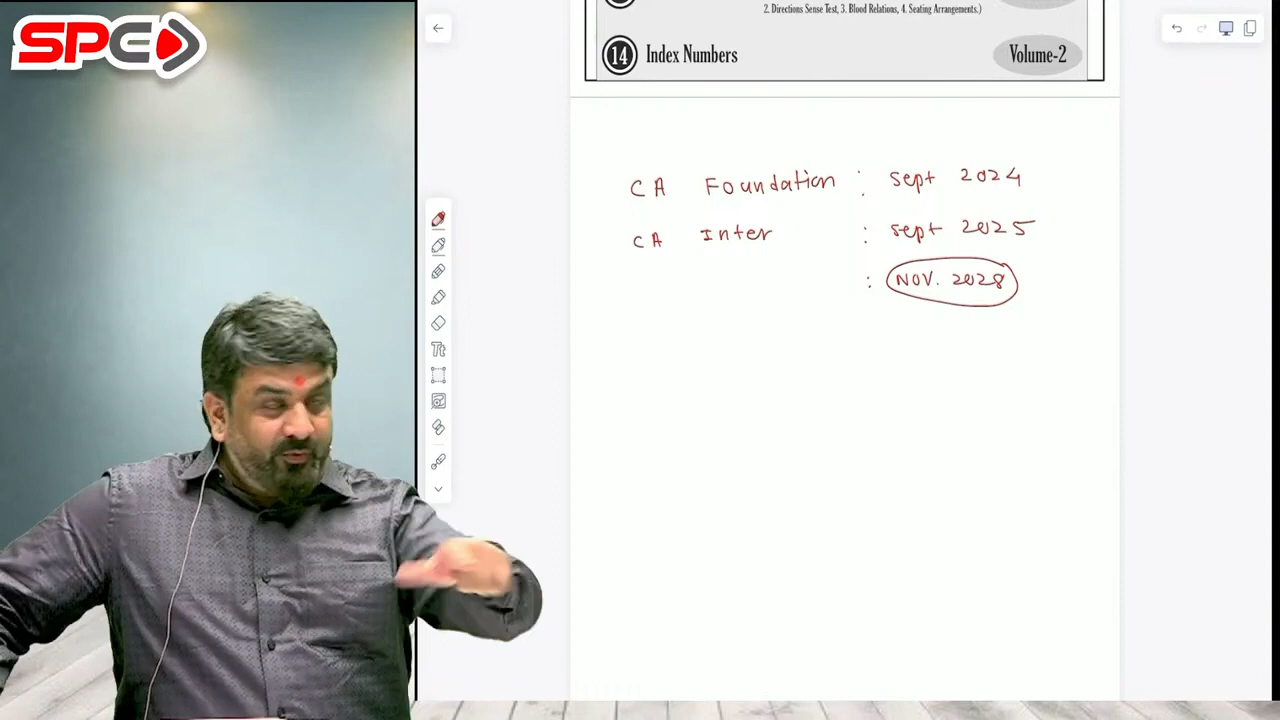 SPE
2. Directions Sense Test, 3. Blood Relations, 4. Seating Arrangements.)
14 Index Numbers Volume-2
CA Foundation : Sept 2024
CA Inter : Sept 2025
: NOV. 2028
Tt